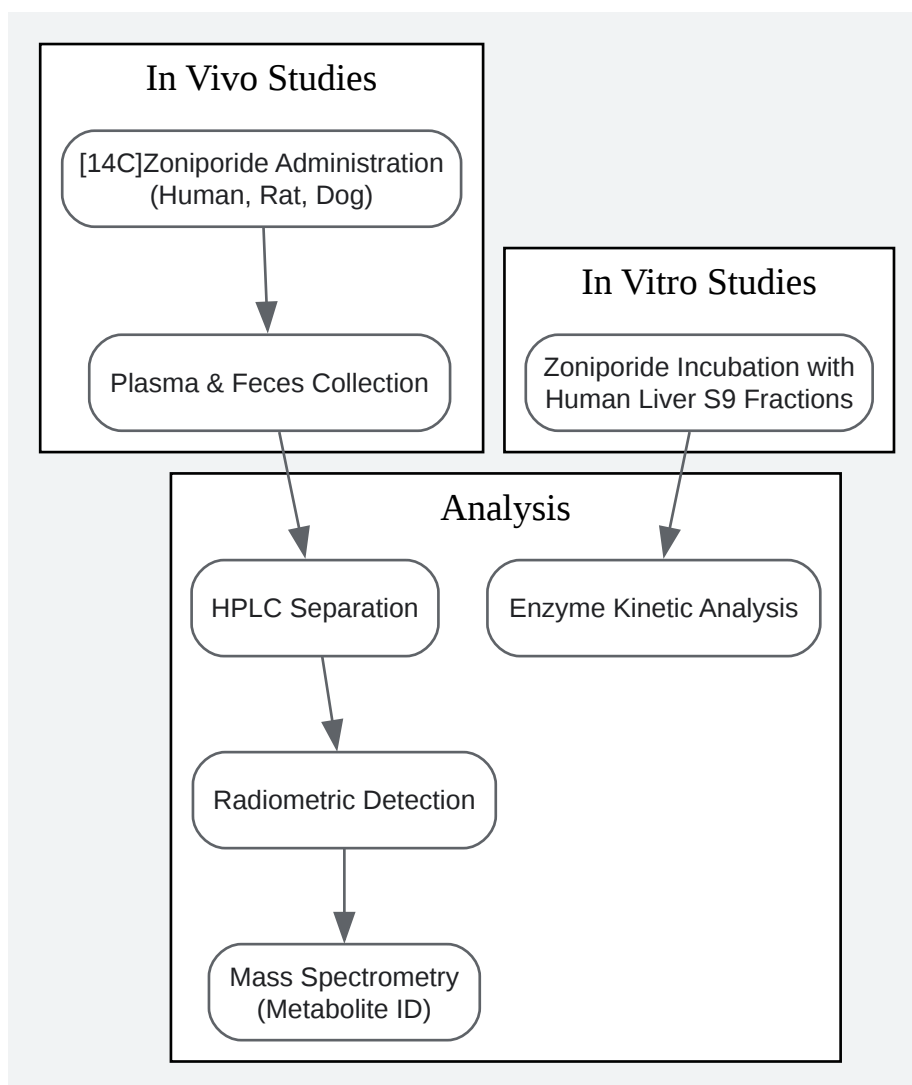 In Vivo Studies
[14C]Zoniporide Administration
(Human, Rat, Dog)
Plasma & Feces Collection
In Vitro Studies
Zoniporide Incubation with
Human Liver S9 Fractions
Analysis
HPLC Separation
Enzyme Kinetic Analysis
Radiometric Detection
Mass Spectrometry
(Metabolite ID)